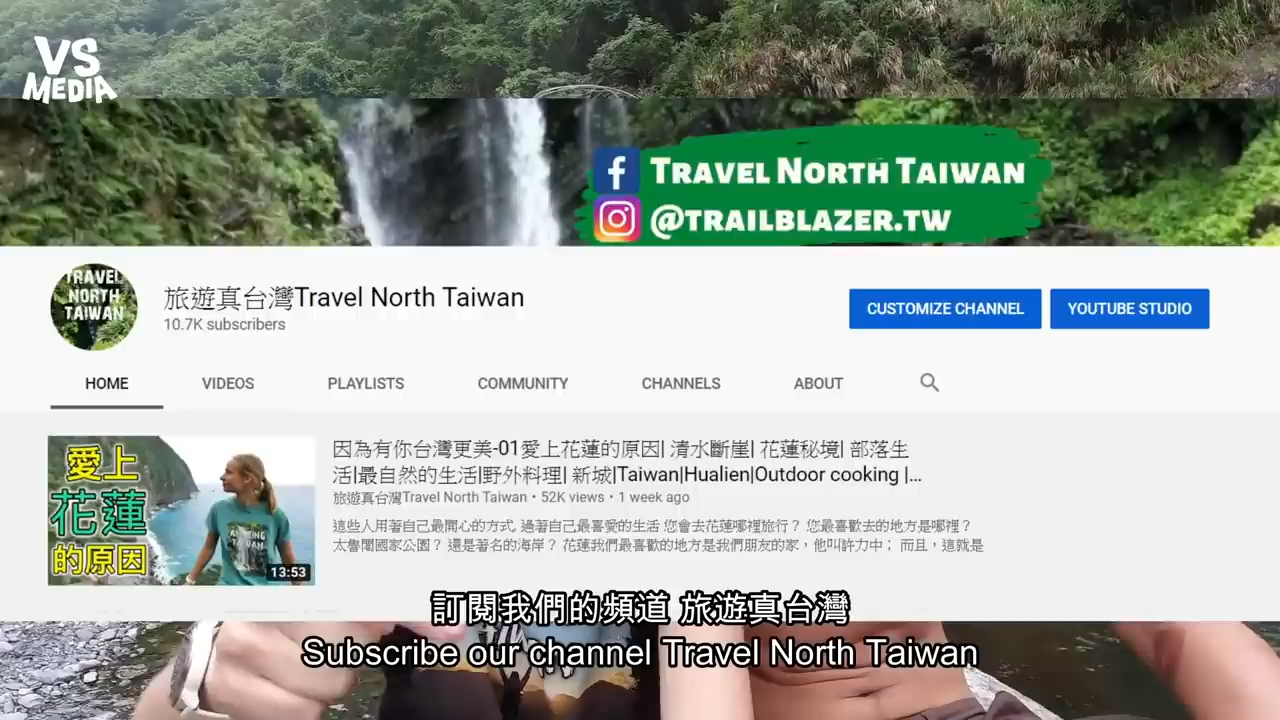 VS
MEDIA
TRAVEL NORTH TAIWAN
@TRAILBLAZER.TW
TRAVEL
NORTH
TAIWAN
旅遊真台灣Travel North Taiwan
10.7K subscribers
CUSTOMIZE CHANNEL
YOUTUBE STUDIO
HOME
VIDEOS
PLAYLISTS
COMMUNITY
CHANNELS
ABOUT
愛上
花蓮
的原因
13:53
因為有你台灣更美-01愛上花蓮的原因| 清水斷崖| 花蓮秘境| 部落生
活|最自然的生活|野外料理| 新城|Taiwan|Hualien|Outdoor cooking |...
旅遊真台灣Travel North Taiwan • 52K views • 1 week ago
這些人用著自己最開心的方式, 過著自己最喜愛的生活 您會去花蓮哪裡旅行？ 您最喜歡去的地方是哪裡？
太魯閣國家公園？ 還是著名的海岸？ 花蓮我們最喜歡的地方是我們朋友的家，他叫許力中； 而且，這就是
訂閱我們的頻道 旅遊真台灣
Subscribe our channel Travel North Taiwan